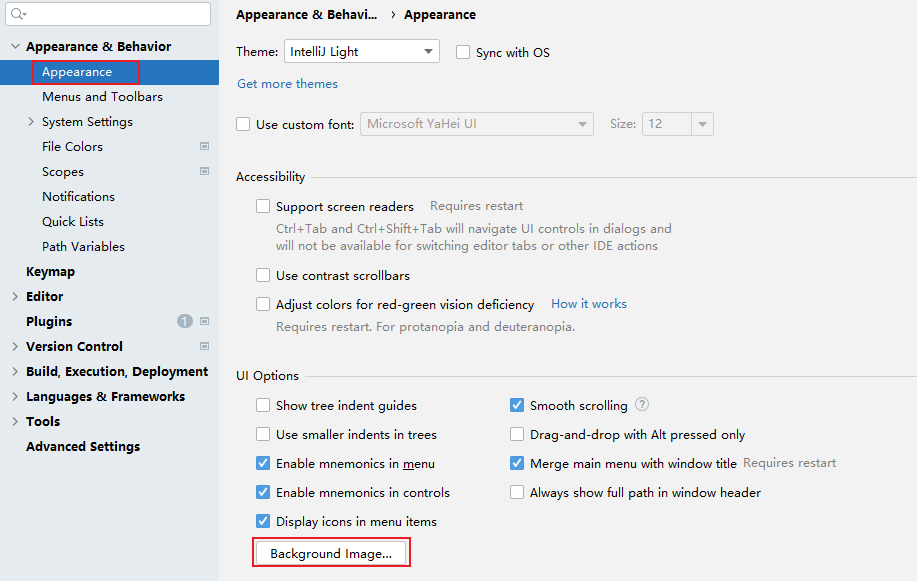 Appearance & Behavior
Appearance
Menus and Toolbars
System Settings
File Colors
Scopes
Notifications
Quick Lists
Path Variables
Keymap
Editor
Plugins 1
Version Control
Build, Execution, Deployment
Languages & Frameworks
Tools
Advanced Settings
Appearance & Behavi... › Appearance
Theme: IntelliJ Light Sync with OS
Get more themes
Use custom font: Microsoft YaHei UI Size: 12
Accessibility
Support screen readers Requires restart
Ctrl+Tab and Ctrl+Shift+Tab will navigate UI controls in dialogs and
will not be available for switching editor tabs or other IDE actions
Use contrast scrollbars
Adjust colors for red-green vision deficiency How it works
Requires restart. For protanopia and deuteranopia.
UI Options
Show tree indent guides Smooth scrolling ?
Use smaller indents in trees Drag-and-drop with Alt pressed only
Enable mnemonics in menu Merge main menu with window title Requires restart
Enable mnemonics in controls Always show full path in window header
Display icons in menu items
Background Image...